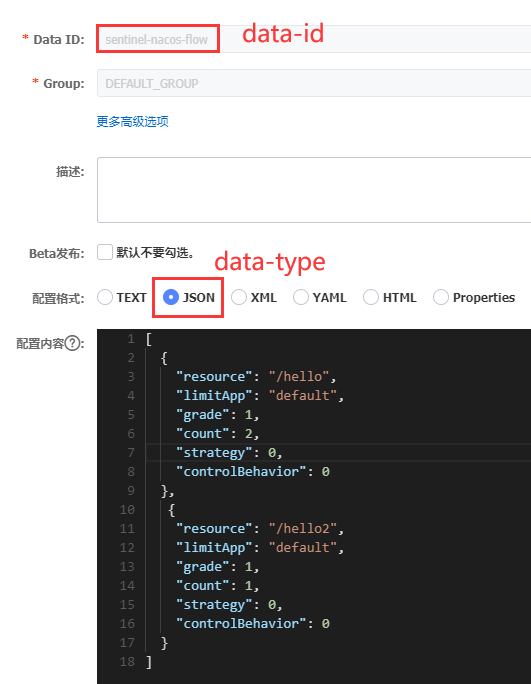 * Data ID: sentinel-nacos-flow data-id
* Group: DEFAULT_GROUP
更多高级选项
描述:
Beta发布: 默认不要勾选。
data-type
配置格式: TEXT JSON XML YAML HTML Properties
配置内容?:
1 [
2 {
3 "resource": "/hello",
4 "limitApp": "default",
5 "grade": 1,
6 "count": 2,
7 "strategy": 0,
8 "controlBehavior": 0
9 },
10 {
11 "resource": "/hello2",
12 "limitApp": "default",
13 "grade": 1,
14 "count": 1,
15 "strategy": 0,
16 "controlBehavior": 0
17 }
18 ]